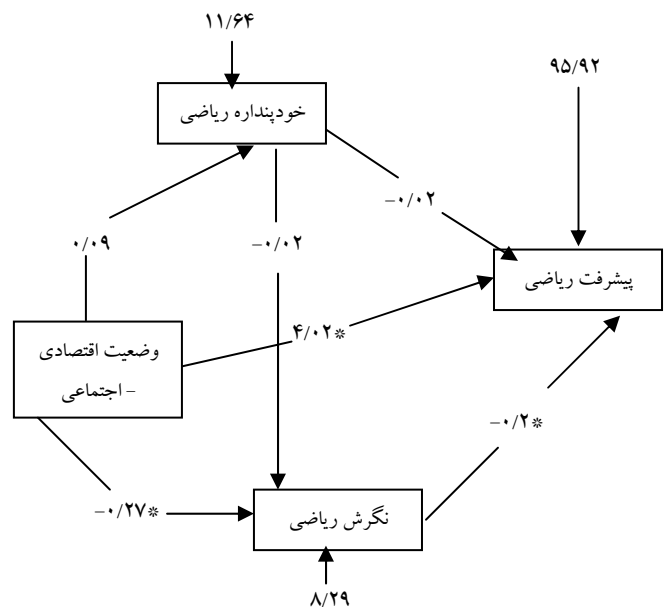 ۱۱/۶۴
۹۵/۹۲
خودپنداره ریاضی
-۰/۰۲
۰/۰۹
-۰/۰۲
پیشرفت ریاضی
۴/۰۲*
وضعیت اقتصادی
- اجتماعی
-۰/۲*
-۰/۲۷*
نگرش ریاضی
۸/۲۹